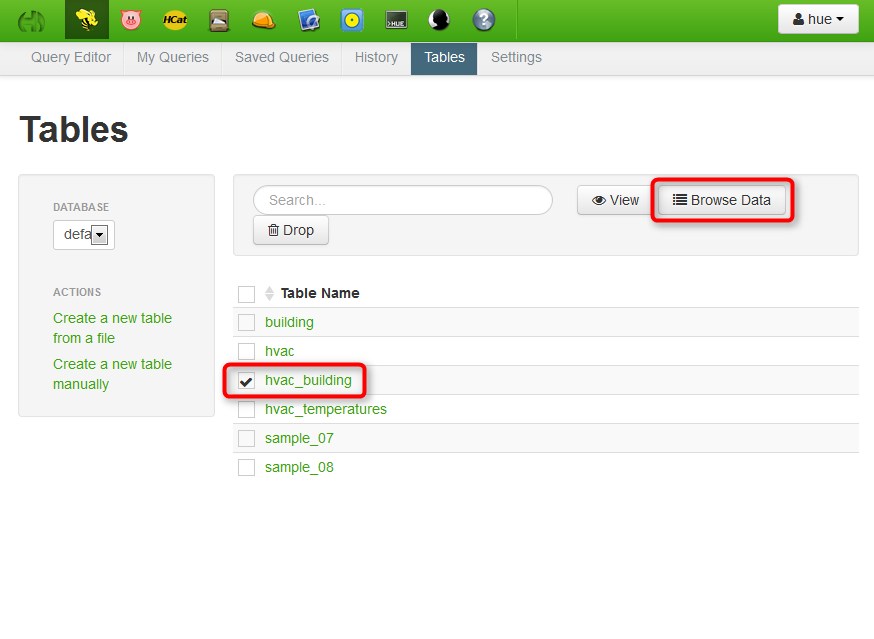 HCat
>HUE
?
hue
Query Editor My Queries Saved Queries History Tables Settings
Tables
DATABASE
defa
ACTIONS
Create a new table
from a file
Create a new table
manually
Search...
View
Browse Data
Drop
Table Name
building
hvac
hvac_building
hvac_temperatures
sample_07
sample_08